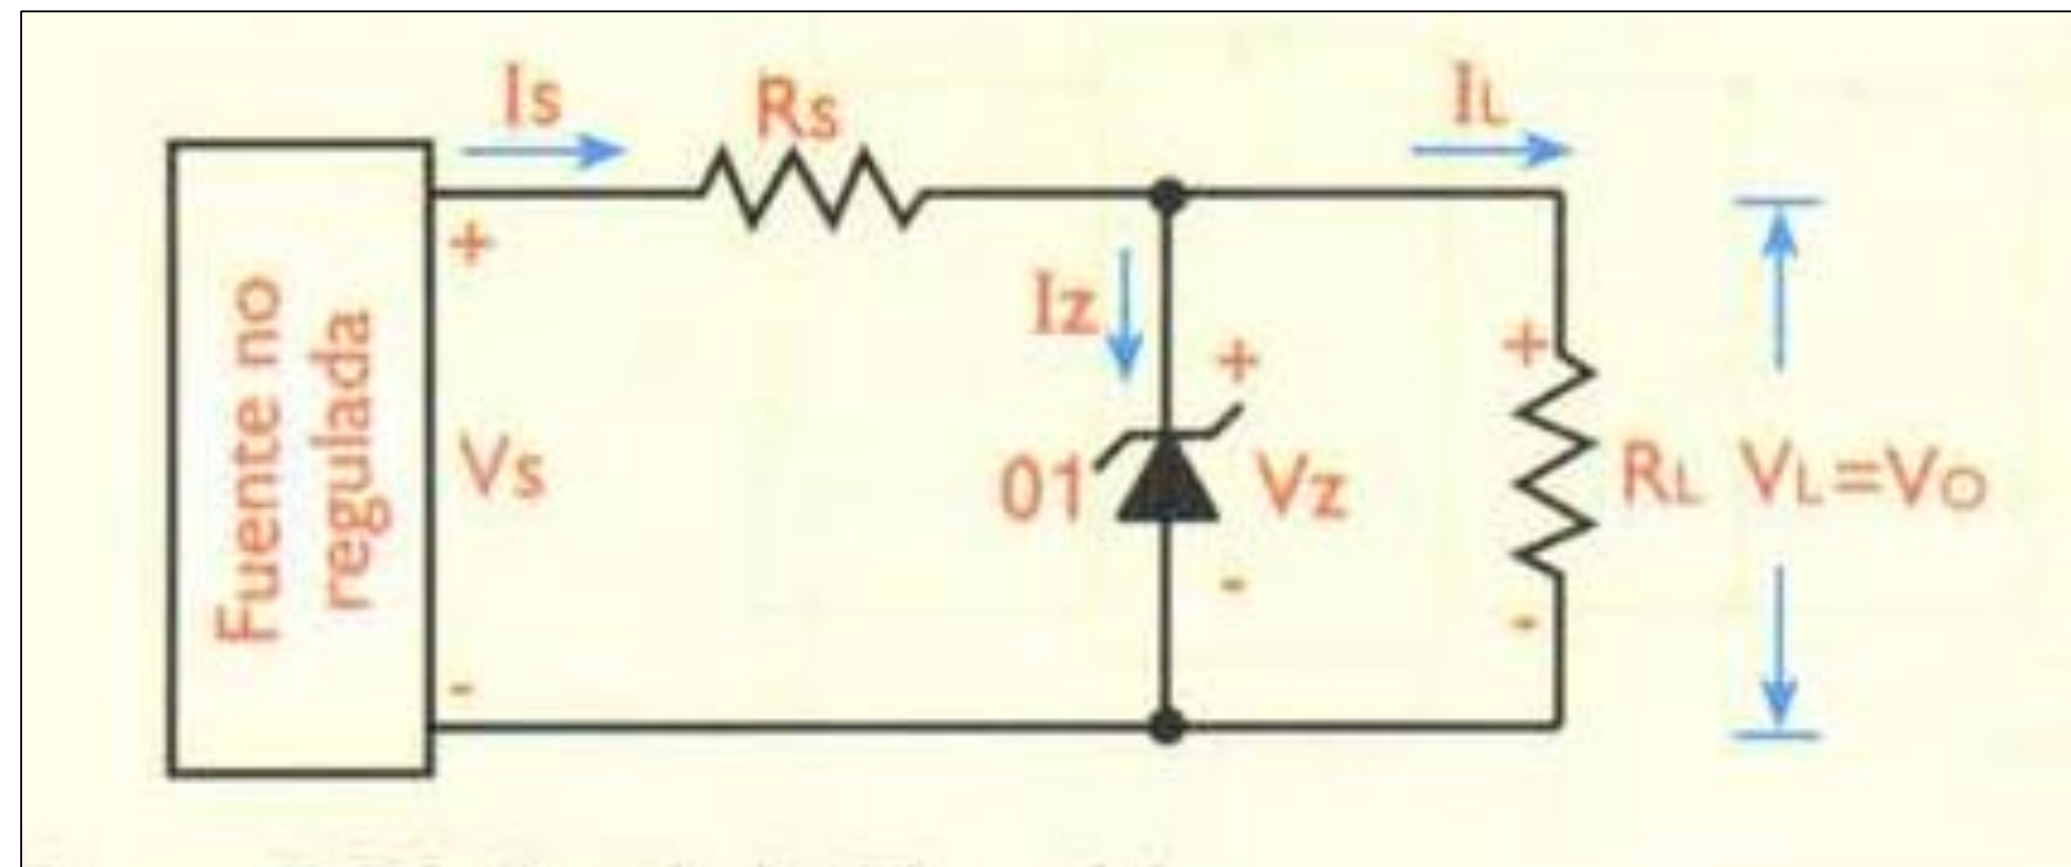 Is
Rs
IL
+
Fuente no
regulada
Vs
-
Iz
+
01
Vz
-
+
RL
VL=VO
-